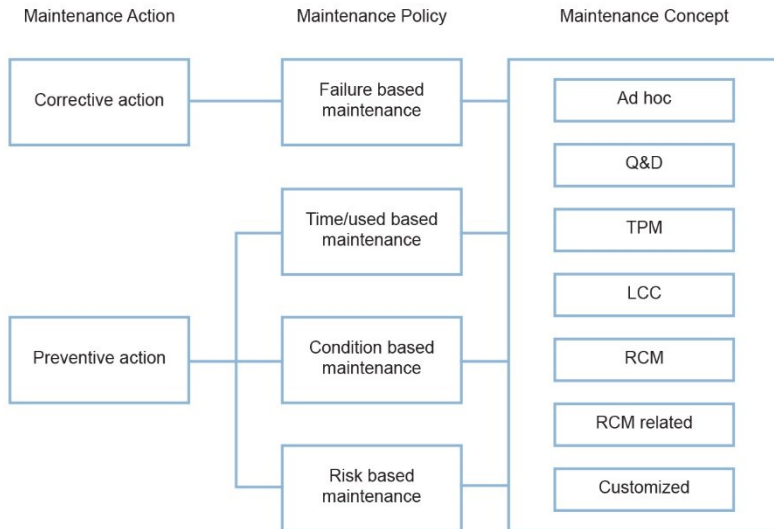 Maintenance Action
Maintenance Policy
Maintenance Concept
Corrective action
Failure based
maintenance
Ad hoc
Q&D
Time/used based
maintenance
TPM
LCC
Preventive action
Condition based
maintenance
RCM
RCM related
Risk based
maintenance
Customized